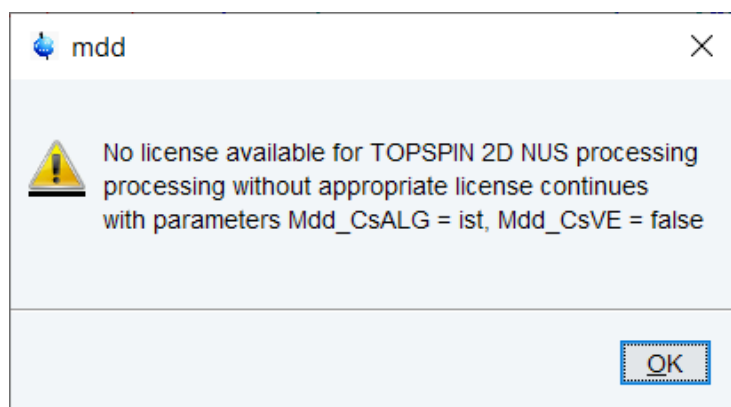 mdd
No license available for TOPSPIN 2D NUS processing
processing without appropriate license continues
with parameters Mdd_CsALG = ist, Mdd_CsVE = false
OK